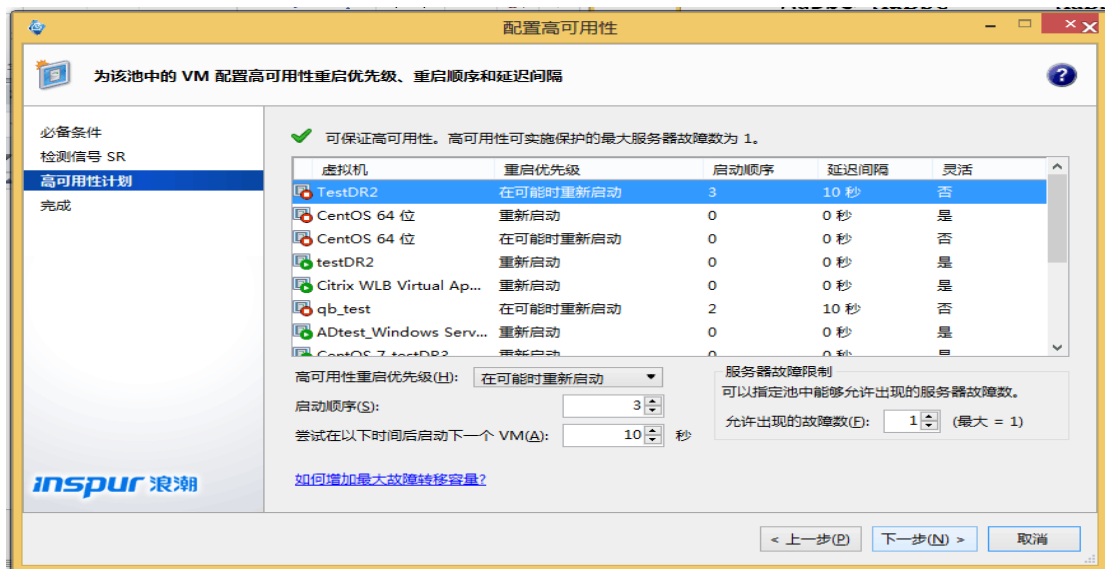 配置高可用性
为该池中的 VM 配置高可用性重启优先级、重启顺序和延迟间隔
必备条件
检测信号 SR
高可用性计划
完成
可保证高可用性。高可用性可实施保护的最大服务器故障数为 1。
虚拟机 重启优先级 启动顺序 延迟间隔 灵活
TestDR2 在可能时重新启动 3 10 秒 否
CentOS 64 位 重新启动 0 0 秒 是
CentOS 64 位 在可能时重新启动 0 0 秒 否
testDR2 重新启动 0 0 秒 是
Citrix WLB Virtual Ap... 重新启动 0 0 秒 是
qb_test 在可能时重新启动 2 10 秒 否
ADtest_Windows Serv... 重新启动 0 0 秒 是
CentOS 7_testDR3 重新启动 0 0 秒 是
高可用性重启优先级(H): 在可能时重新启动
启动顺序(S): 3
尝试在以下时间后启动下一个 VM(A): 10 秒
服务器故障限制
可以指定池中能够允许出现的服务器故障数。
允许出现的故障数(F): 1 (最大 = 1)
如何增加最大故障转移容量?
inspur 浪潮
< 上一步(P) 下一步(N) > 取消